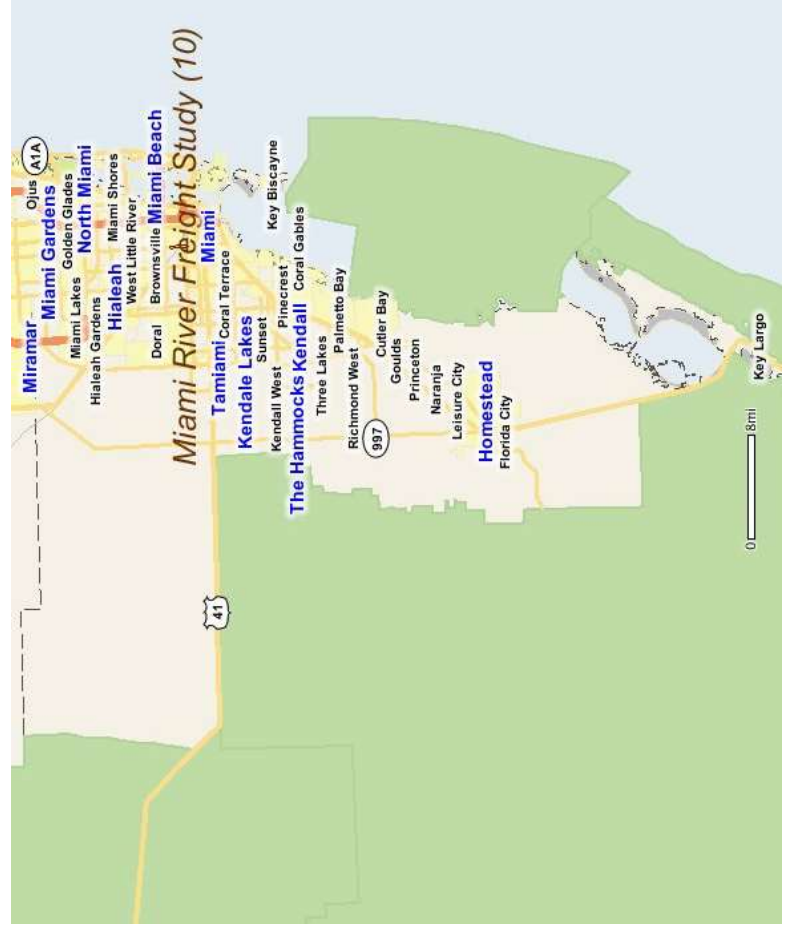 Miramar
Ojus
A1A
Miami Gardens
Golden Glades
Miami Lakes
North Miami
Hialeah Gardens
Hialeah
Miami Shores
West Little River
Doral
Brownsville
Miami Beach
Miami River Freight Study (10)
Miami
Tamiami
Coral Terrace
41
Kendale Lakes
Sunset
Key Biscayne
Kendall West
Pinecrest
Coral Gables
The Hammocks
Kendall
Three Lakes
Palmetto Bay
Richmond West
997
Cutler Bay
Goulds
Princeton
Naranja
Leisure City
Homestead
Florida City
Key Largo
0 8mi